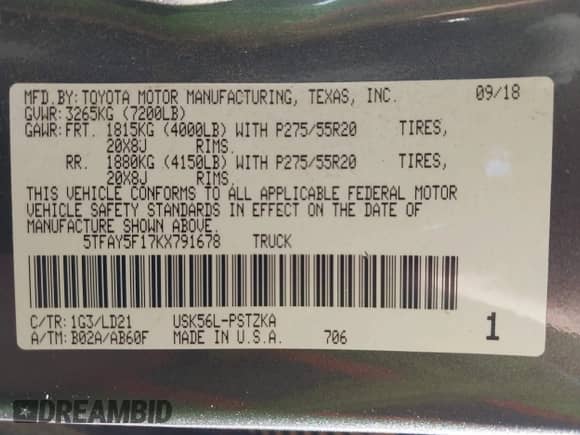 MFD.BY:TOYOTA MOTOR MANUFACTURING, TEXAS, INC. 09/18
GVWR:3265KG (7200LB)
GAWR:FRT. 1815KG (4000LB) WITH P275/55R20 TIRES,
20X8J RIMS.
RR. 1880KG (4150LB) WITH P275/55R20 TIRES,
20X8J RIMS.
THIS VEHICLE CONFORMS TO ALL APPLICABLE FEDERAL MOTOR
VEHICLE SAFETY STANDARDS IN EFFECT ON THE DATE OF
MANUFACTURE SHOWN ABOVE.
5TFAY5F17KX791678 TRUCK
C/TR:1G3/LD21 USK56L-PSTZKA
A/TM:B02A/AB60F MADE IN U.S.A. 706 1
DREAMBID